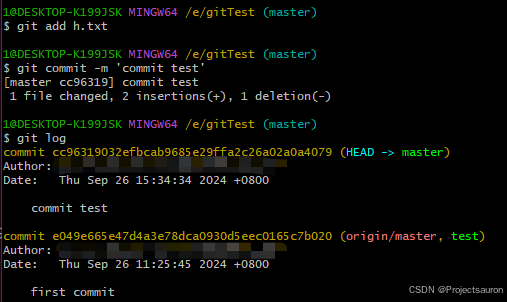 1@DESKTOP-K199JSK MINGW64 /e/gitTest (master)
$ git add h.txt
1@DESKTOP-K199JSK MINGW64 /e/gitTest (master)
$ git commit -m 'commit test'
[master cc96319] commit test
1 file changed, 2 insertions(+), 1 deletion(-)
1@DESKTOP-K199JSK MINGW64 /e/gitTest (master)
$ git log
commit cc96319032efbcab9685e29ffa2c26a02a0a4079 (HEAD -> master)
Author:
Date:   Thu Sep 26 15:34:34 2024 +0800
commit test
commit e049e665e47d4a3e78dca0930d5eec0165c7b020 (origin/master, test)
Author:
Date:   Thu Sep 26 11:25:45 2024 +0800
first commit
CSDN @Projectsauron